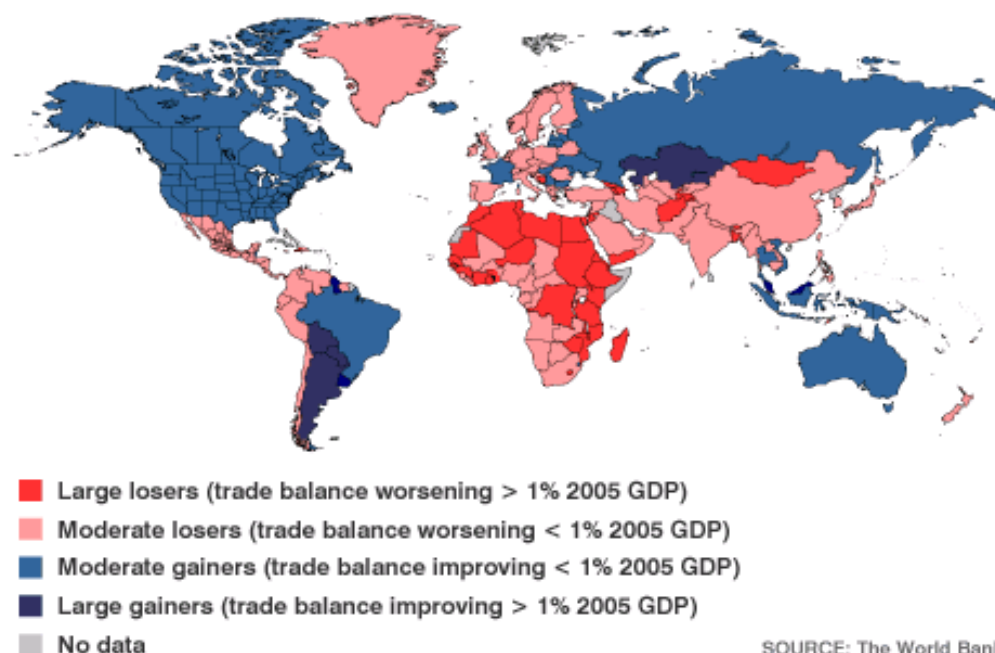 Large losers (trade balance worsening > 1% 2005 GDP)
Moderate losers (trade balance worsening < 1% 2005 GDP)
Moderate gainers (trade balance improving < 1% 2005 GDP)
Large gainers (trade balance improving > 1% 2005 GDP)
No data
SOURCE: The World Bank